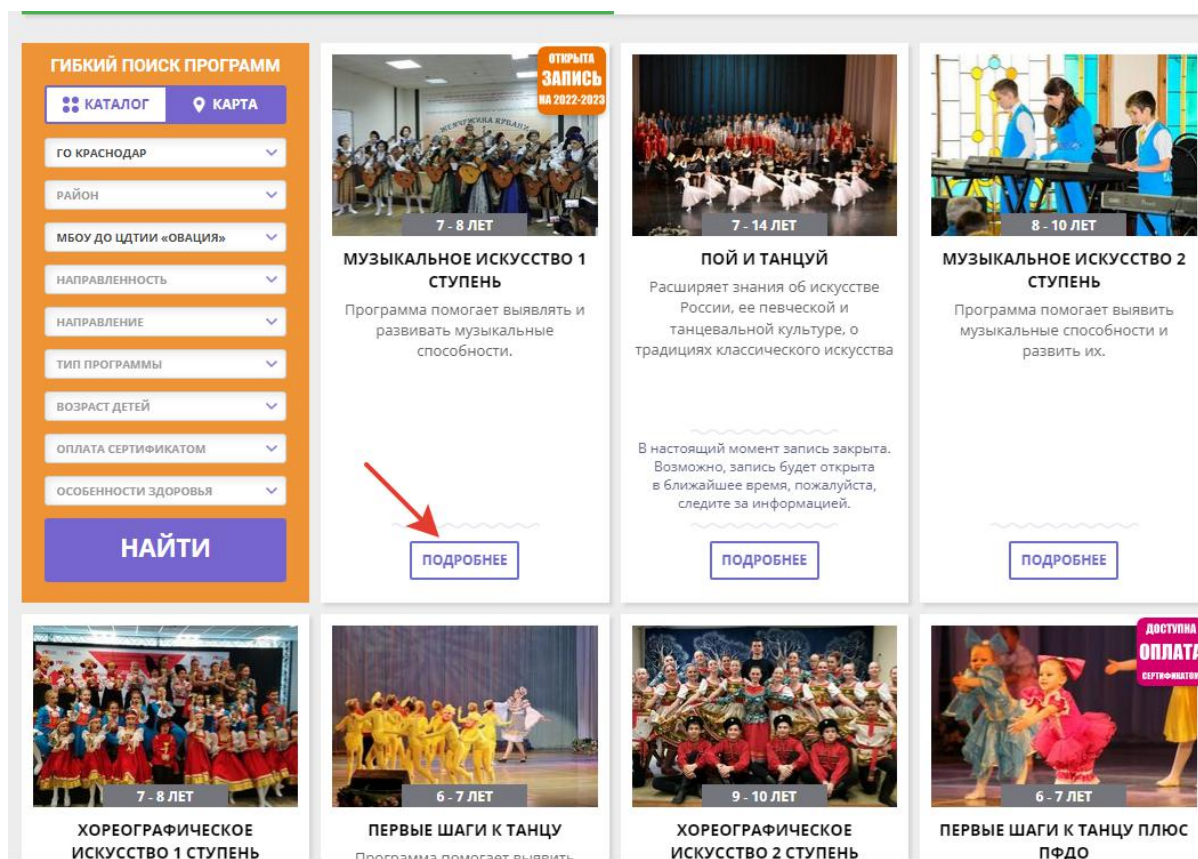 ГИБКИЙ ПОИСК ПРОГРАММ
КАТАЛОГ
КАРТА
ГО КРАСНОДАР
РАЙОН
МБОУ ДО ЦДТИИ «ОВАЦИЯ»
НАПРАВЛЕННОСТЬ
НАПРАВЛЕНИЕ
ТИП ПРОГРАММЫ
ВОЗРАСТ ДЕТЕЙ
ОПЛАТА СЕРТИФИКАТОМ
ОСОБЕННОСТИ ЗДОРОВЬЯ
НАЙТИ
ОТКРЫТА
ЗАПИСЬ
НА 2022-2023
ЖЕМЧУЖИНА КУБАНИ
7 - 8 ЛЕТ
МУЗЫКАЛЬНОЕ ИСКУССТВО 1
СТУПЕНЬ
Программа помогает выявлять и
развивать музыкальные
способности.
ПОДРОБНЕЕ
7 - 14 ЛЕТ
ПОЙ И ТАНЦУЙ
Расширяет знания об искусстве
России, ее певческой и
танцевальной культуре, о
традициях классического искусства
В настоящий момент запись закрыта.
Возможно, запись будет открыта
в ближайшее время, пожалуйста,
следите за информацией.
ПОДРОБНЕЕ
8 - 10 ЛЕТ
МУЗЫКАЛЬНОЕ ИСКУССТВО 2
СТУПЕНЬ
Программа помогает выявить
музыкальные способности и
развить их.
ПОДРОБНЕЕ
7 - 8 ЛЕТ
ХОРЕОГРАФИЧЕСКОЕ
ИСКУССТВО 1 СТУПЕНЬ
6 - 7 ЛЕТ
ПЕРВЫЕ ШАГИ К ТАНЦУ
Программа помогает выявить
9 - 10 ЛЕТ
ХОРЕОГРАФИЧЕСКОЕ
ИСКУССТВО 2 СТУПЕНЬ
ДОСТУПНА
ОПЛАТА
СЕРТИФИКАТОМ
6 - 7 ЛЕТ
ПЕРВЫЕ ШАГИ К ТАНЦУ ПЛЮС
ПФДО